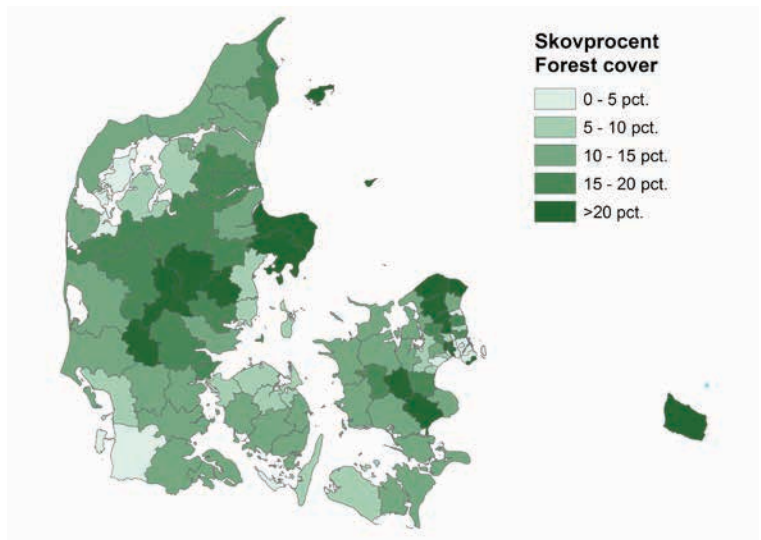 Skovprocent
Forest cover
0 - 5 pct.
5 - 10 pct.
10 - 15 pct.
15 - 20 pct.
>20 pct.